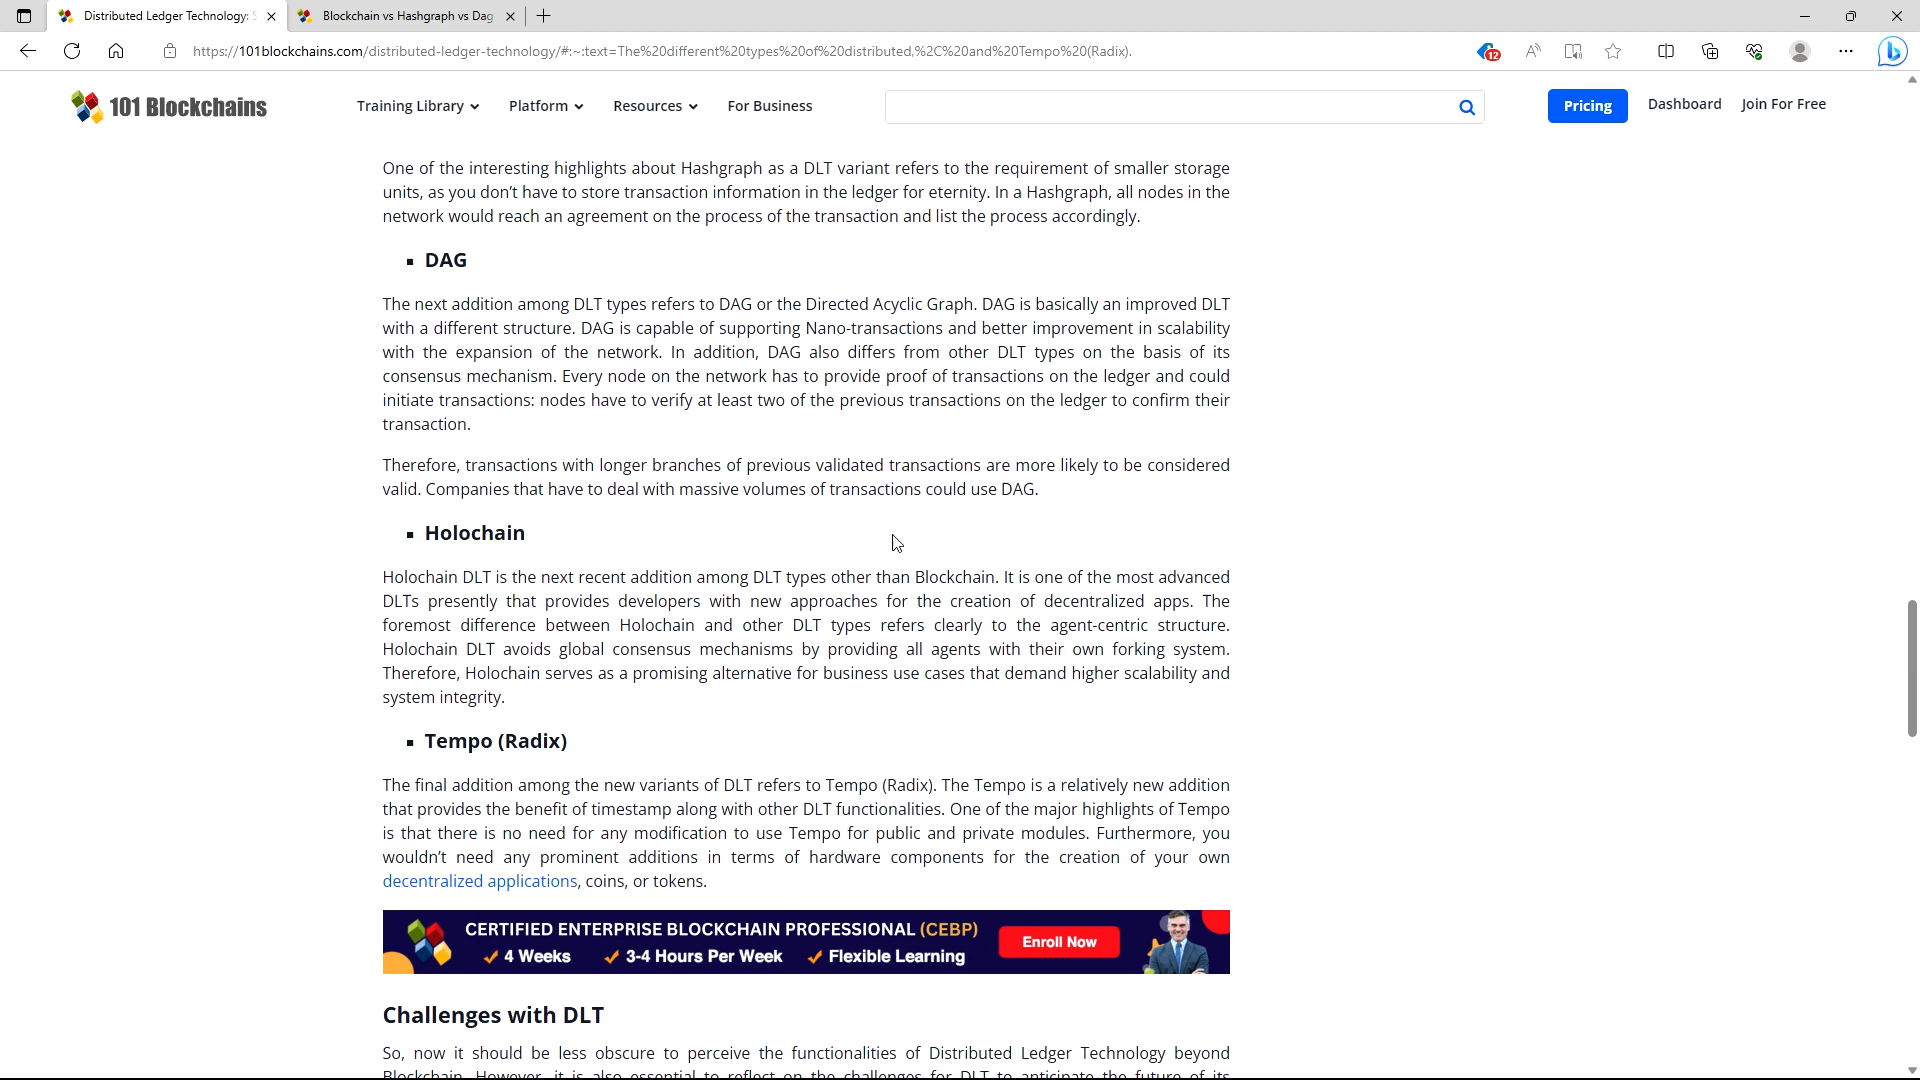 Distributed Ledger Technology: S
Blockchain vs Hashgraph vs Dag
https://101blockchains.com/distributed-ledger-technology/#:~:text=The%20different%20types%20of%20distributed,%2C%20and%20Tempo%20(Radix).
12
101 Blockchains
Training Library
Platform
Resources
For Business
Pricing
Dashboard
Join For Free
One of the interesting highlights about Hashgraph as a DLT variant refers to the requirement of smaller storage
units, as you don't have to store transaction information in the ledger for eternity. In a Hashgraph, all nodes in the
network would reach an agreement on the process of the transaction and list the process accordingly.
DAG
The next addition among DLT types refers to DAG or the Directed Acyclic Graph. DAG is basically an improved DLT
with a different structure. DAG is capable of supporting Nano-transactions and better improvement in scalability
with the expansion of the network. In addition, DAG also differs from other DLT types on the basis of its
consensus mechanism. Every node on the network has to provide proof of transactions on the ledger and could
initiate transactions: nodes have to verify at least two of the previous transactions on the ledger to confirm their
transaction.
Therefore, transactions with longer branches of previous validated transactions are more likely to be considered
valid. Companies that have to deal with massive volumes of transactions could use DAG.
Holochain
Holochain DLT is the next recent addition among DLT types other than Blockchain. It is one of the most advanced
DLTs presently that provides developers with new approaches for the creation of decentralized apps. The
foremost difference between Holochain and other DLT types refers clearly to the agent-centric structure.
Holochain DLT avoids global consensus mechanisms by providing all agents with their own forking system.
Therefore, Holochain serves as a promising alternative for business use cases that demand higher scalability and
system integrity.
Tempo (Radix)
The final addition among the new variants of DLT refers to Tempo (Radix). The Tempo is a relatively new addition
that provides the benefit of timestamp along with other DLT functionalities. One of the major highlights of Tempo
is that there is no need for any modification to use Tempo for public and private modules. Furthermore, you
wouldn't need any prominent additions in terms of hardware components for the creation of your own
decentralized applications, coins, or tokens.
CERTIFIED ENTERPRISE BLOCKCHAIN PROFESSIONAL (CEBP)
4 Weeks
3-4 Hours Per Week
Flexible Learning
Enroll Now
Challenges with DLT
So, now it should be less obscure to perceive the functionalities of Distributed Ledger Technology beyond
Blockchain. However, it is also essential to reflect on the challenges for DLT to anticipate the future of its